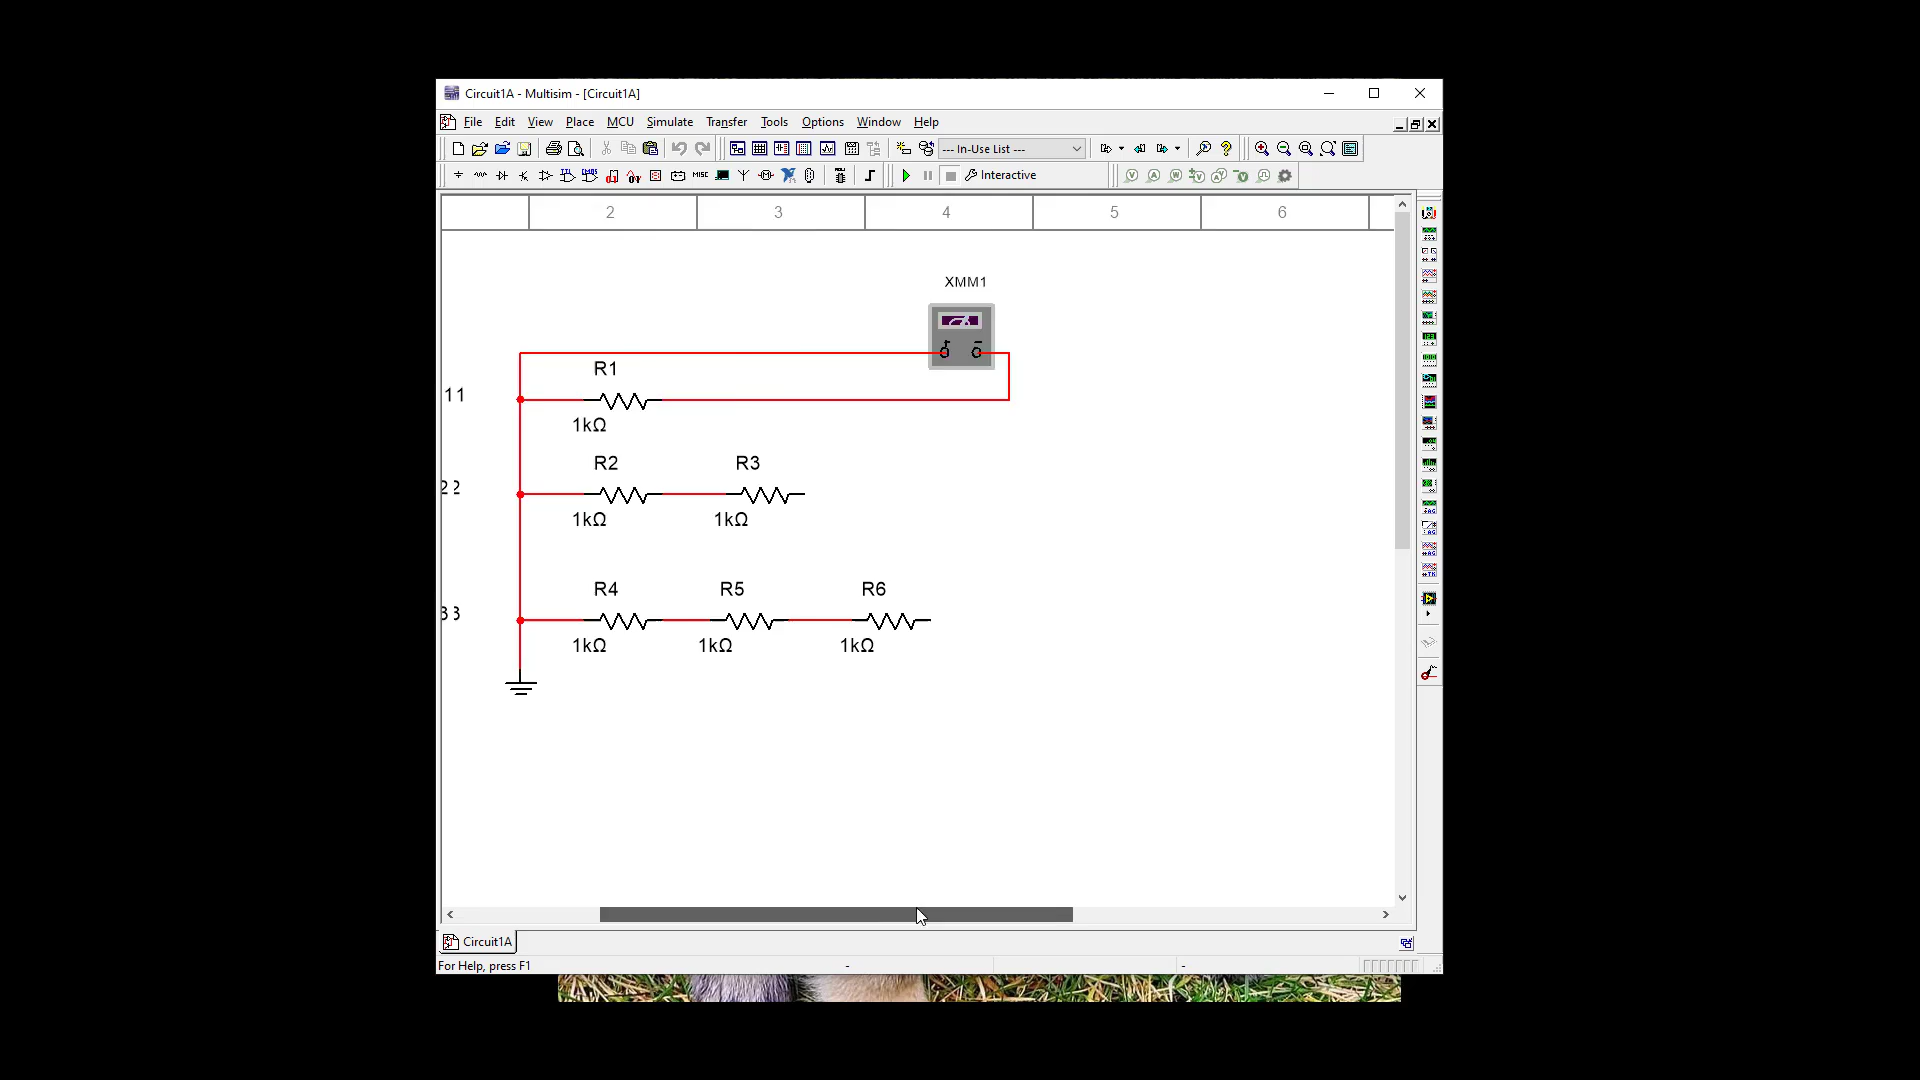 Circuit1A - Multisim - [Circuit1A]
File Edit View Place MCU Simulate Transfer Tools Options Window Help
--- In-Use List ---
MISC Interactive
2 3 4 5 6
XMM1
R1
11
1kΩ
R2 R3
22
1kΩ 1kΩ
R4 R5 R6
33
1kΩ 1kΩ 1kΩ
Circuit1A
For Help, press F1 - -